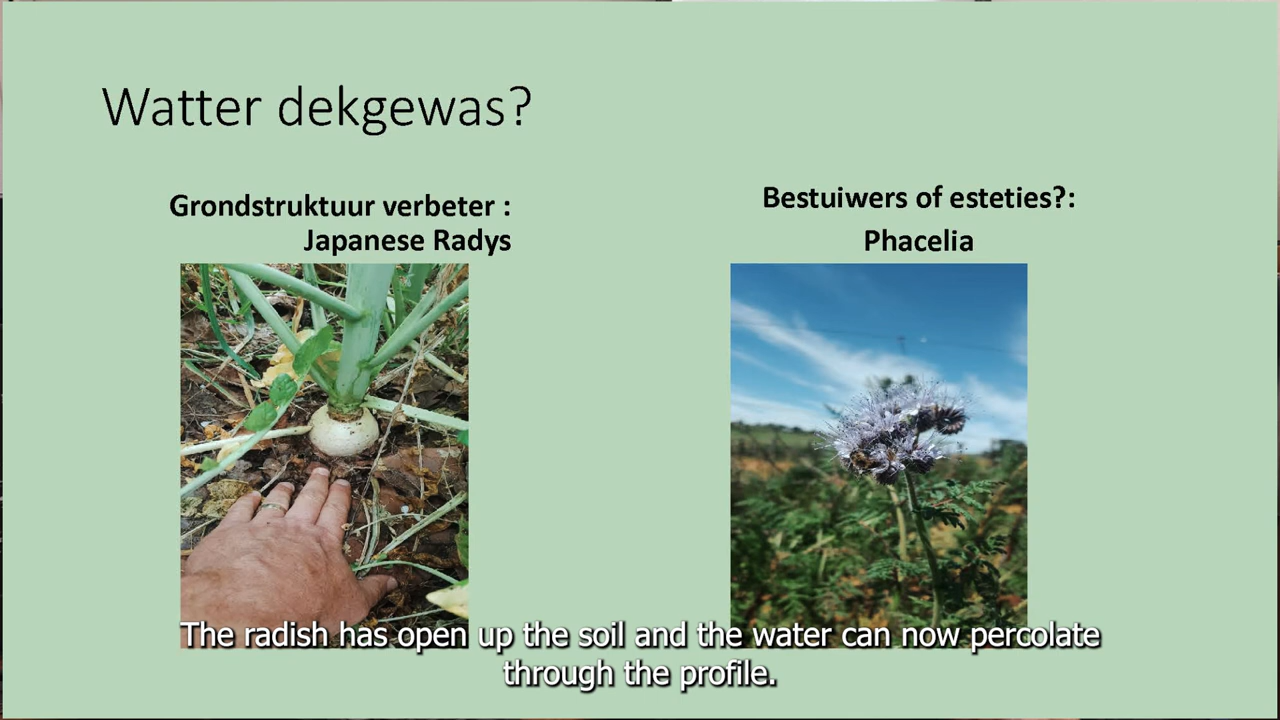 Watter dekgewas?
Grondstruktuur verbeter :
Japanese Radys
Bestuiwers of esteties?:
Phacelia
The radish has open up the soil and the water can now percolate
through the profile.